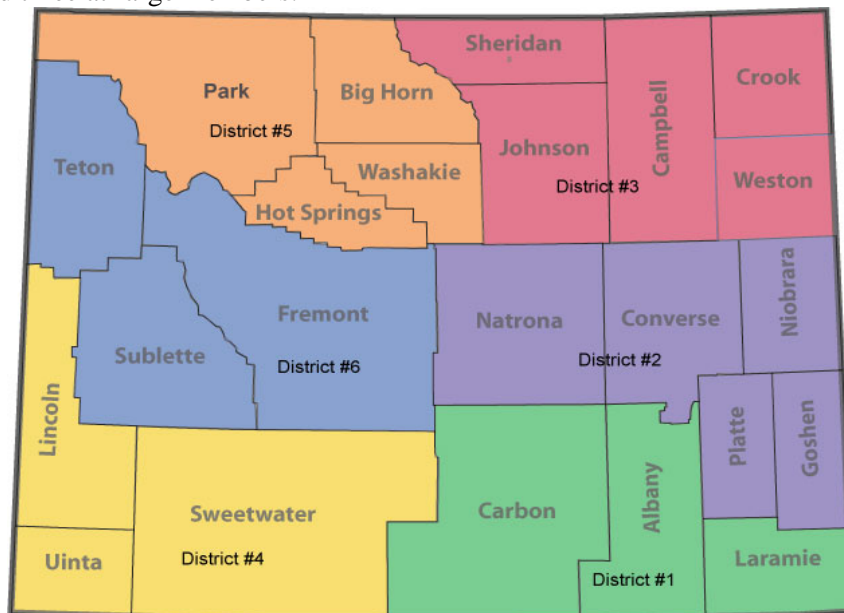 Sheridan
Crook
Park
Big Horn
Campbell
District #5
Johnson
Teton
Washakie
Weston
District #3
Hot Springs
Niobrara
Fremont
Natrona
Converse
Sublette
District #6
District #2
Lincoln
Platte
Goshen
Sweetwater
Carbon
Albany
Uinta
District #4
Laramie
District #1